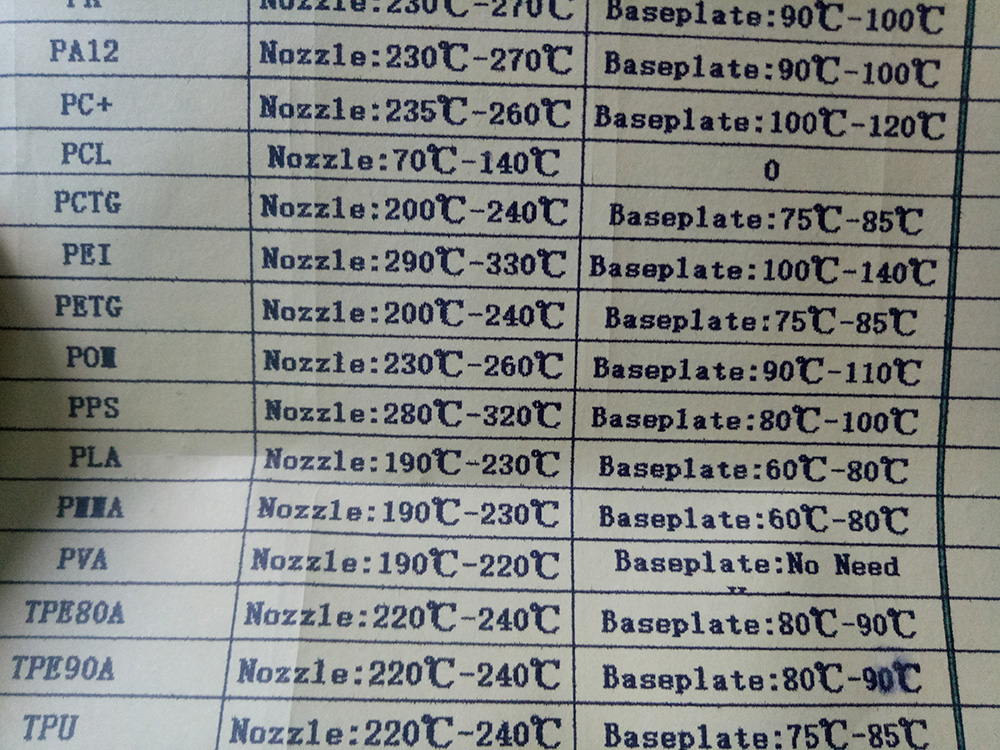 Nozzle:230℃-270℃ Baseplate:90℃-100℃
PA12 Nozzle:230℃-270℃ Baseplate:90℃-100℃
PC+ Nozzle:235℃-260℃ Baseplate:100℃-120℃
PCL Nozzle:70℃-140℃ 0
PCTG Nozzle:200℃-240℃ Baseplate:75℃-85℃
PEI Nozzle:290℃-330℃ Baseplate:100℃-140℃
PETG Nozzle:200℃-240℃ Baseplate:75℃-85℃
POM Nozzle:230℃-260℃ Baseplate:90℃-110℃
PPS Nozzle:280℃-320℃ Baseplate:80℃-100℃
PLA Nozzle:190℃-230℃ Baseplate:60℃-80℃
PMMA Nozzle:190℃-230℃ Baseplate:60℃-80℃
PVA Nozzle:190℃-220℃ Baseplate:No Need
TPE80A Nozzle:220℃-240℃ Baseplate:80℃-90℃
TPE90A Nozzle:220℃-240℃ Baseplate:80℃-90℃
TPU Nozzle:220℃-240℃ Baseplate:75℃-85℃